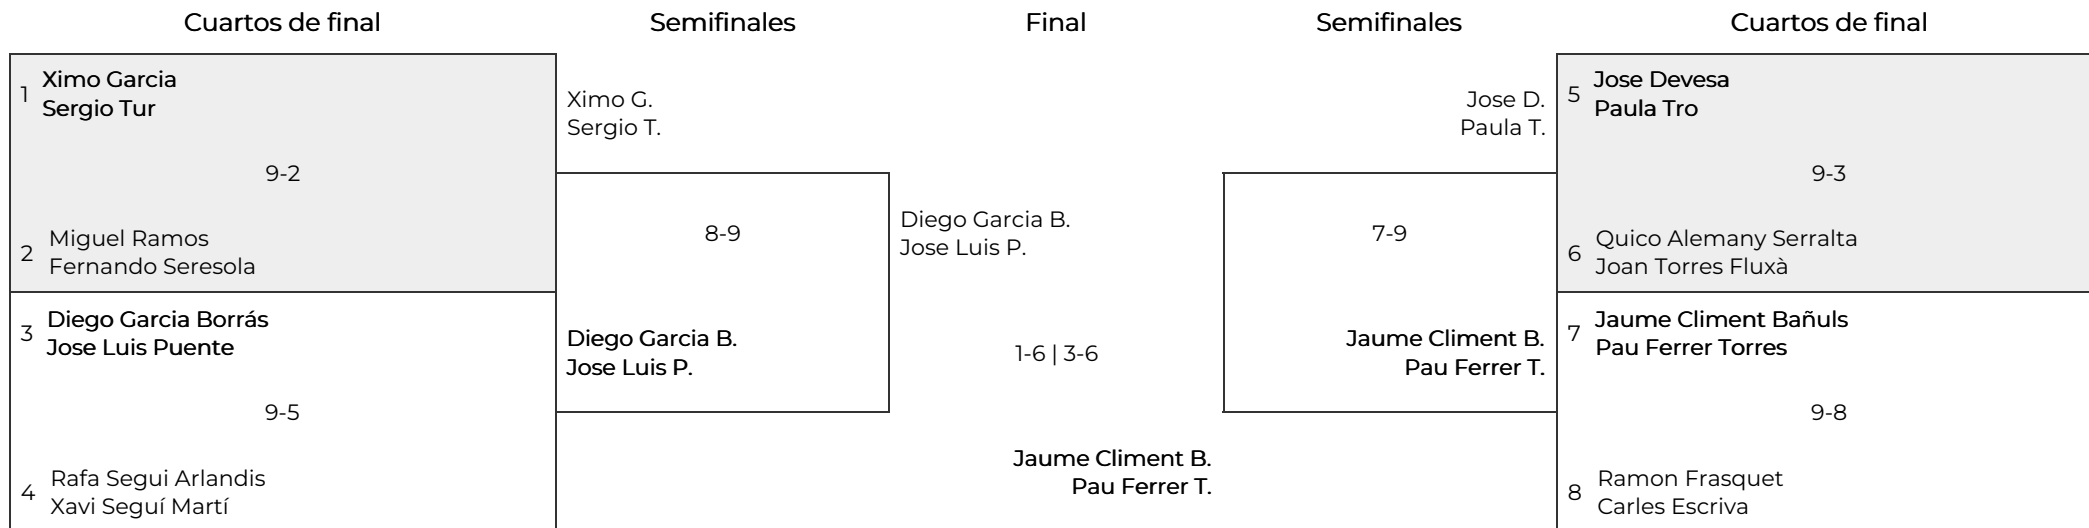 Cuartos de final
Semifinales
Final
Semifinales
Cuartos de final
1
Ximo Garcia
Sergio Tur
9-2
2
Miguel Ramos
Fernando Seresola
3
Diego Garcia Borrás
Jose Luis Puente
9-5
4
Rafa Segui Arlandis
Xavi Seguí Martí
Ximo G.
Sergio T.
8-9
Diego Garcia B.
Jose Luis P.
Diego Garcia B.
Jose Luis P.
1-6 | 3-6
Jaume Climent B.
Pau Ferrer T.
Jose D.
Paula T.
7-9
Jaume Climent B.
Pau Ferrer T.
5
Jose Devesa
Paula Tro
9-3
6
Quico Alemany Serralta
Joan Torres Fluxà
7
Jaume Climent Bañuls
Pau Ferrer Torres
9-8
8
Ramon Frasquet
Carles Escriva